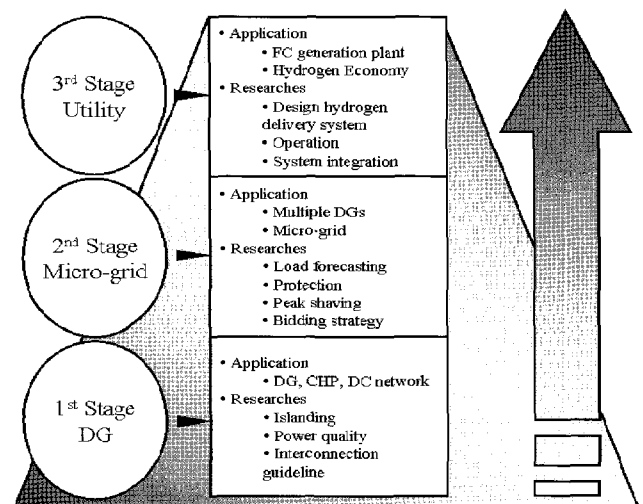 3rd Stage
Utility
• Application
• FC generation plant
• Hydrogen Economy
• Researches
• Design hydrogen
delivery system
• Operation
• System integration
2nd Stage
Micro-grid
• Application
• Multiple DGs
• Micro-grid
• Researches
• Load forecasting
• Protection
• Peak shaving
• Bidding strategy
1st Stage
DG
• Application
• DG, CHP, DC network
• Researches
• Islanding
• Power quality
• Interconnection
guideline